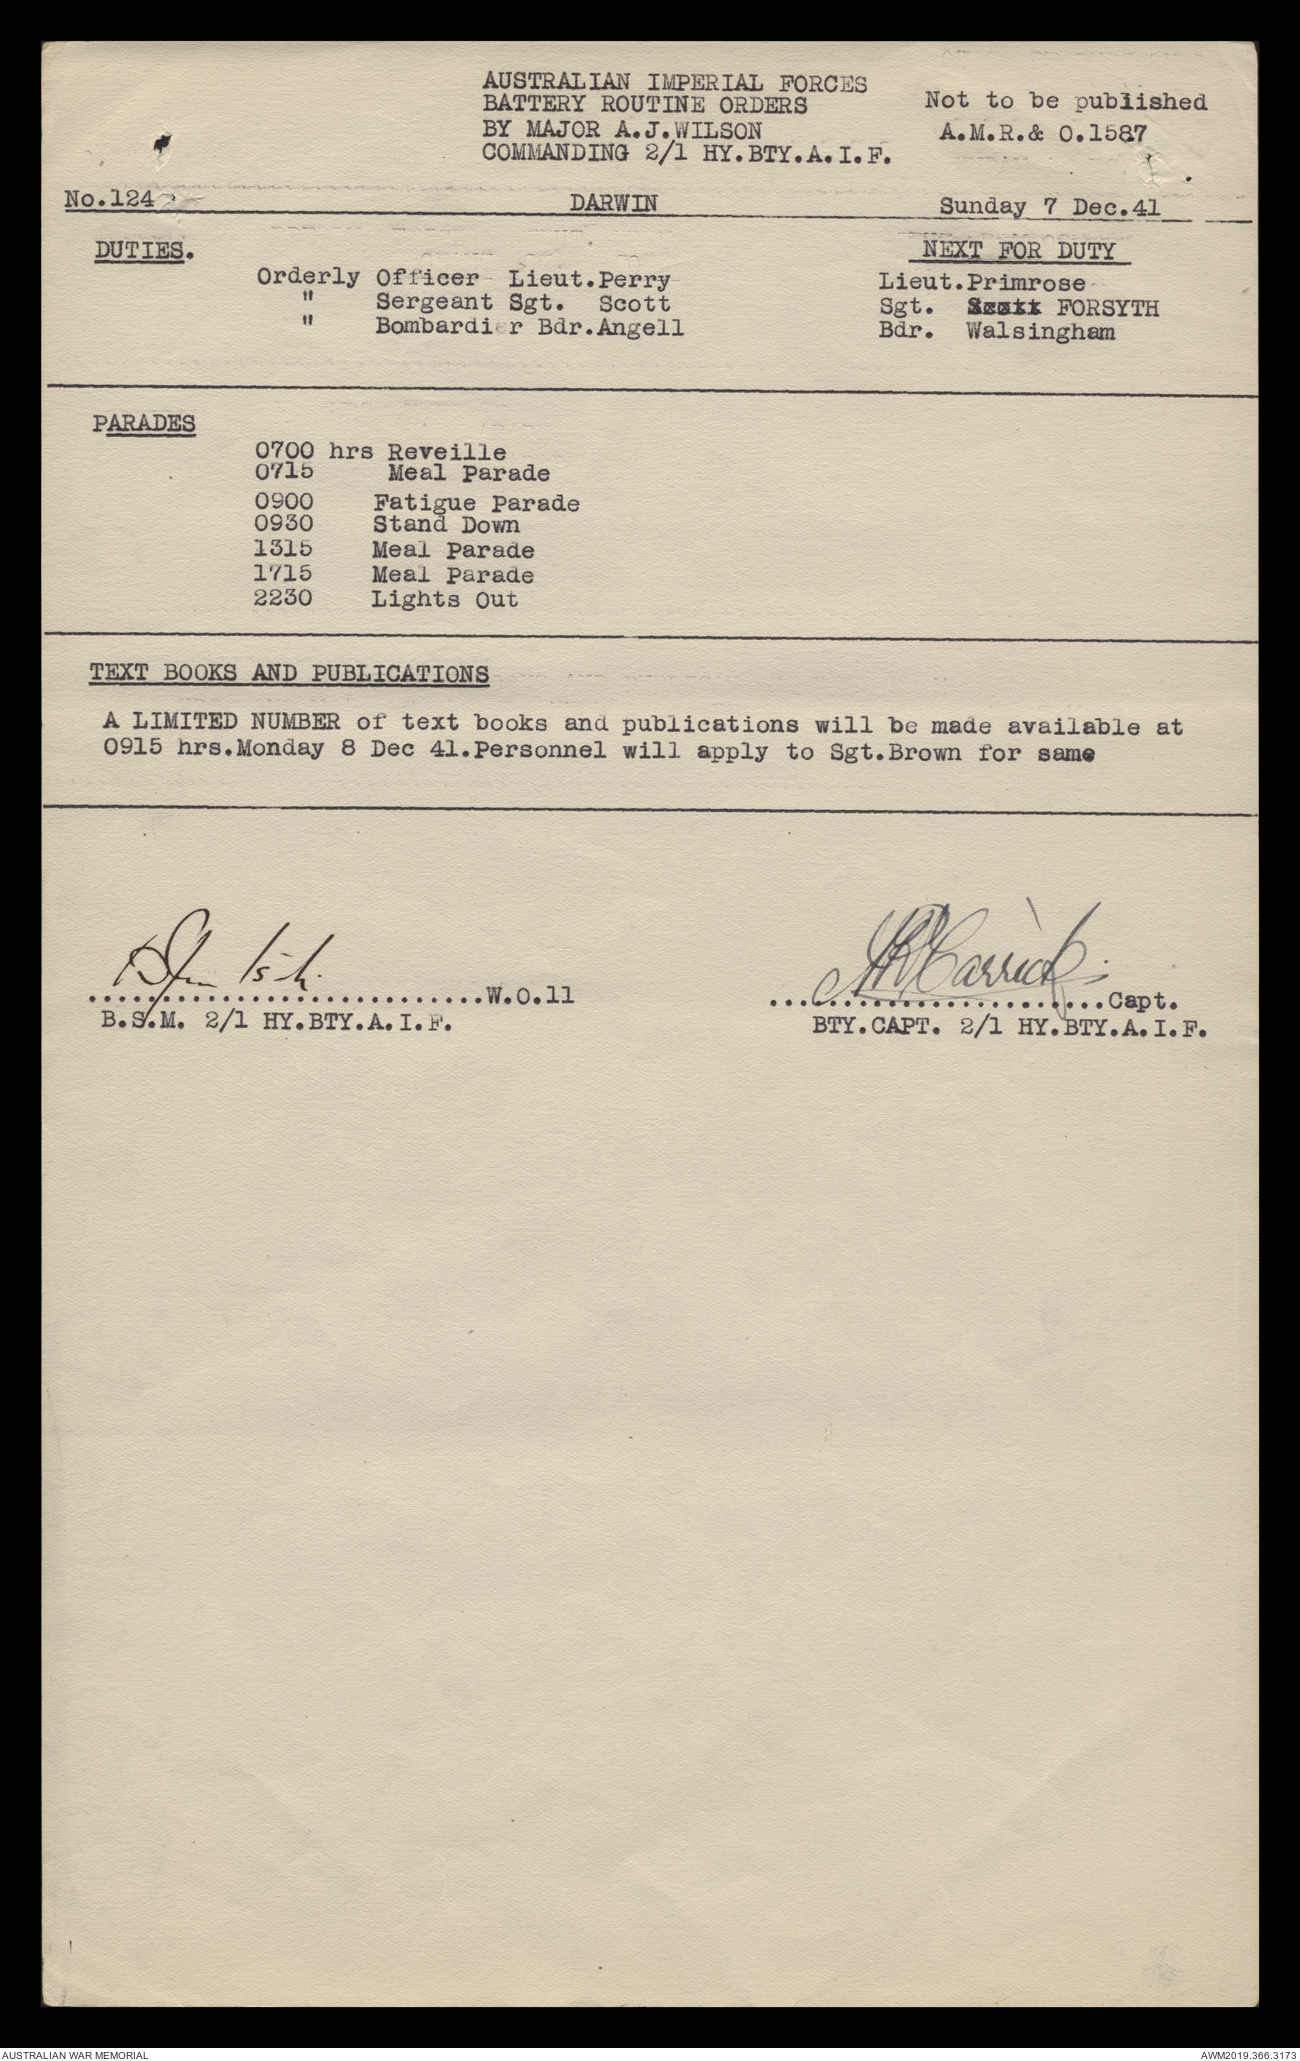 AUSTRALIAN IMPERIAL FORCES
BATTERY ROUTINE ORDERS
BY MAJOR A.J.WILSON
COMMANDING 2/1 HY.BTY.A.I.F.
Not to be published
A.M.R.& O.1587
No.124 DARWIN Sunday 7 Dec.41
DUTIES. NEXT FOR DUTY
Orderly Officer Lieut.Perry Lieut.Primrose
" Sergeant Sgt. Scott Sgt. Scott FORSYTH
" Bombardier Bdr.Angell Bdr. Walsingham
PARADES
0700 hrs Reveille
0715 Meal Parade
0900 Fatigue Parade
0930 Stand Down
1315 Meal Parade
1715 Meal Parade
2230 Lights Out
TEXT BOOKS AND PUBLICATIONS
A LIMITED NUMBER of text books and publications will be made available at
0915 hrs.Monday 8 Dec 41.Personnel will apply to Sgt.Brown for same
...........................W.O.11
B.S.M. 2/1 HY.BTY.A.I.F.
Carrick
.......................Capt.
BTY.CAPT. 2/1 HY.BTY.A.I.F.
AUSTRALIAN WAR MEMORIAL
AWM2019.366.3173